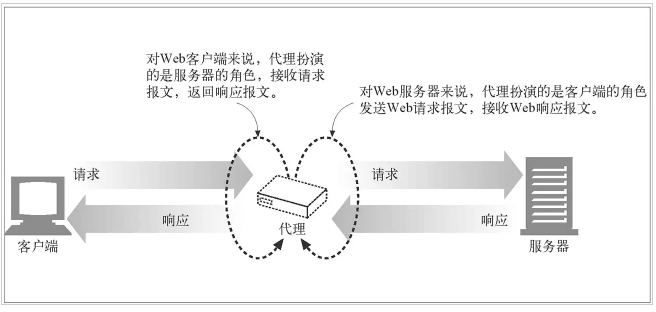 对Web客户端来说，代理扮演
的是服务器的角色，接收请求
报文，返回响应报文。
对Web服务器来说，代理扮演的是客户端的角色
发送Web请求报文，接收Web响应报文。
请求
请求
响应
响应
代理
客户端
服务器